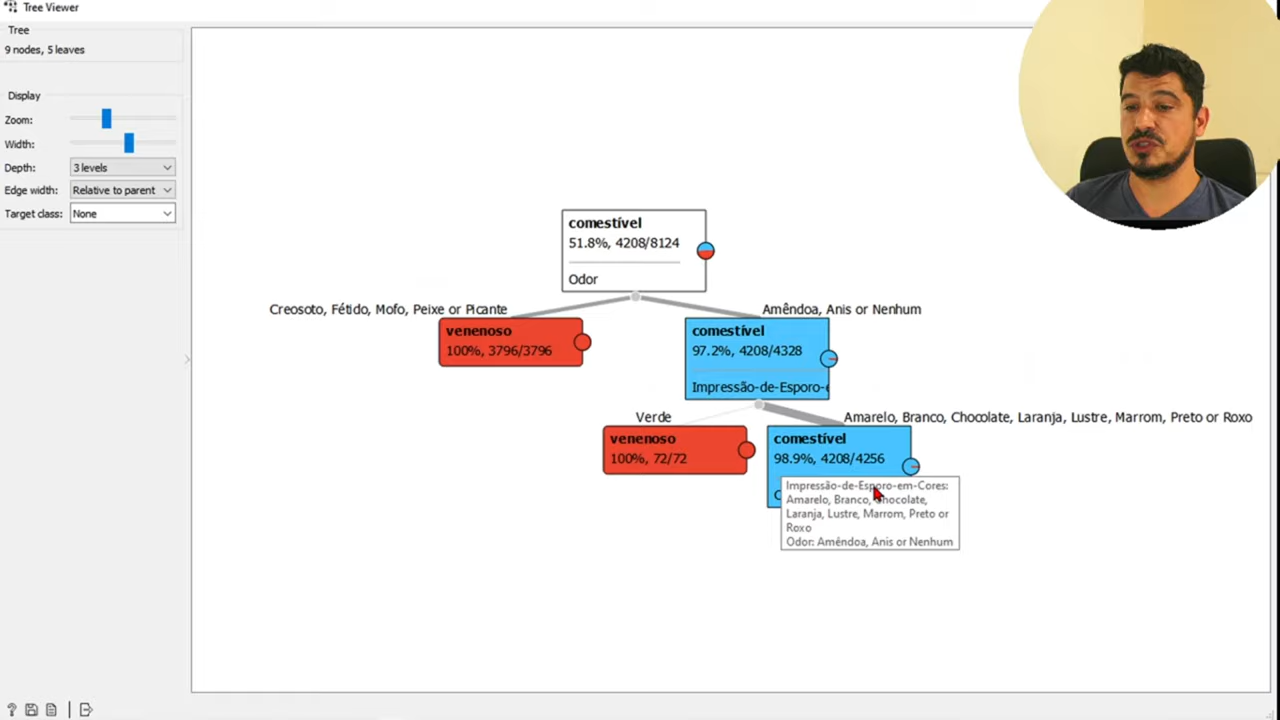 Tree Viewer
Tree
9 nodes, 5 leaves
Display
Zoom:
Width:
Depth:
3 levels
Edge width:
Relative to parent
Target class:
None
comestível
51.8%, 4208/8124
Odor
Creosoto, Fétido, Mofo, Peixe or Picante
Amêndoa, Anis or Nenhum
venenoso
100%, 3796/3796
comestível
97.2%, 4208/4328
Impressão-de-Esporo-
Verde
Amarelo, Branco, Chocolate, Laranja, Lustre, Marrom, Preto or Roxo
venenoso
100%, 72/72
comestível
98.9%, 4208/4256
Impressão-de-Esporo-em-Cores:
Amarelo, Branco, Chocolate,
Laranja, Lustre, Marrom, Preto or
Roxo
Odor: Amêndoa, Anis or Nenhum